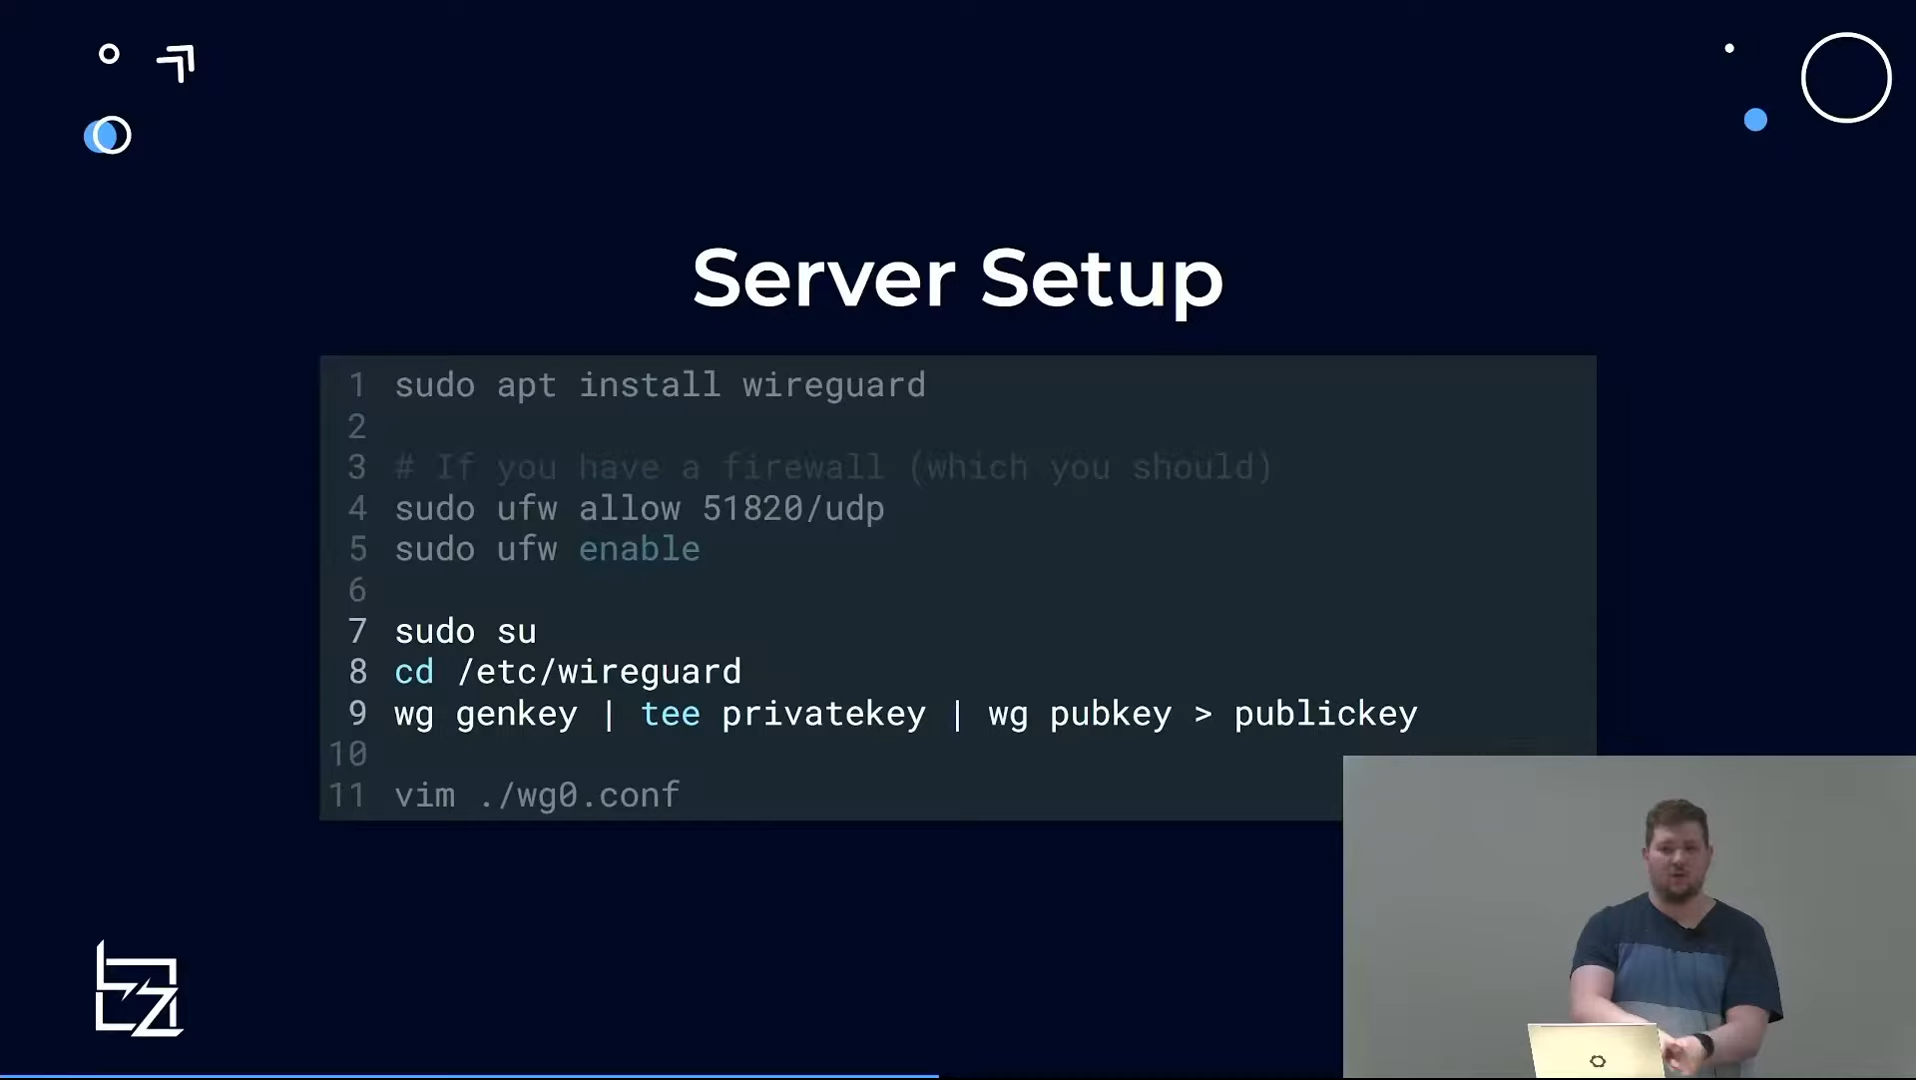 Server Setup
1 sudo apt install wireguard
2
3 # If you have a firewall (which you should)
4 sudo ufw allow 51820/udp
5 sudo ufw enable
6
7 sudo su
8 cd /etc/wireguard
9 wg genkey | tee privatekey | wg pubkey > publickey
10
11 vim ./wg0.conf